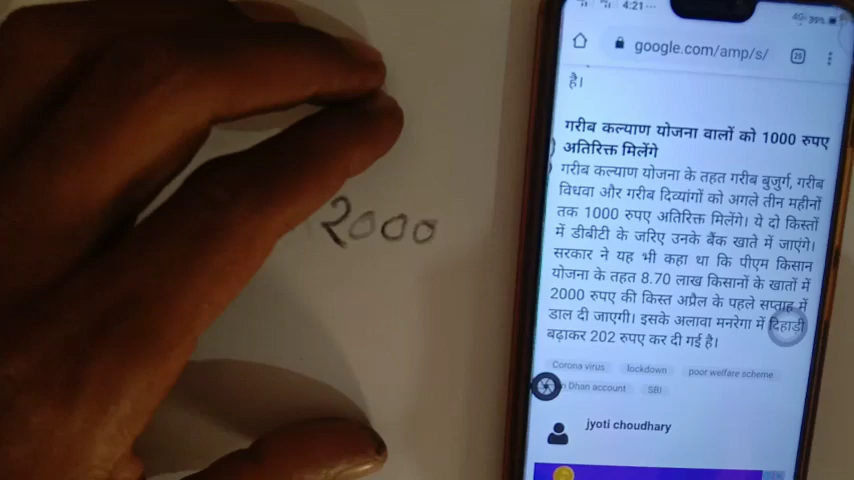 2000
4:21
4G 39%
google.com/amp/s/
25
है।
गरीब कल्याण योजना वालों को 1000 रुपए
अतिरिक्त मिलेंगे
गरीब कल्याण योजना के तहत गरीब बुजुर्ग, गरीब
विधवा और गरीब दिव्यांगों को अगले तीन महीनों
तक 1000 रुपए अतिरिक्त मिलेंगे। ये दो किस्तों
में डीबीटी के जरिए उनके बैंक खाते में जाएंगे।
सरकार ने यह भी कहा था कि पीएम किसान
योजना के तहत 8.70 लाख किसानों के खातों में
2000 रुपए की किस्त अप्रैल के पहले सप्ताह में
डाल दी जाएगी। इसके अलावा मनरेगा में दिहाड़ी
बढ़ाकर 202 रुपए कर दी गई है।
Corona virus lockdown poor welfare scheme
Dhan account SBI
jyoti choudhary